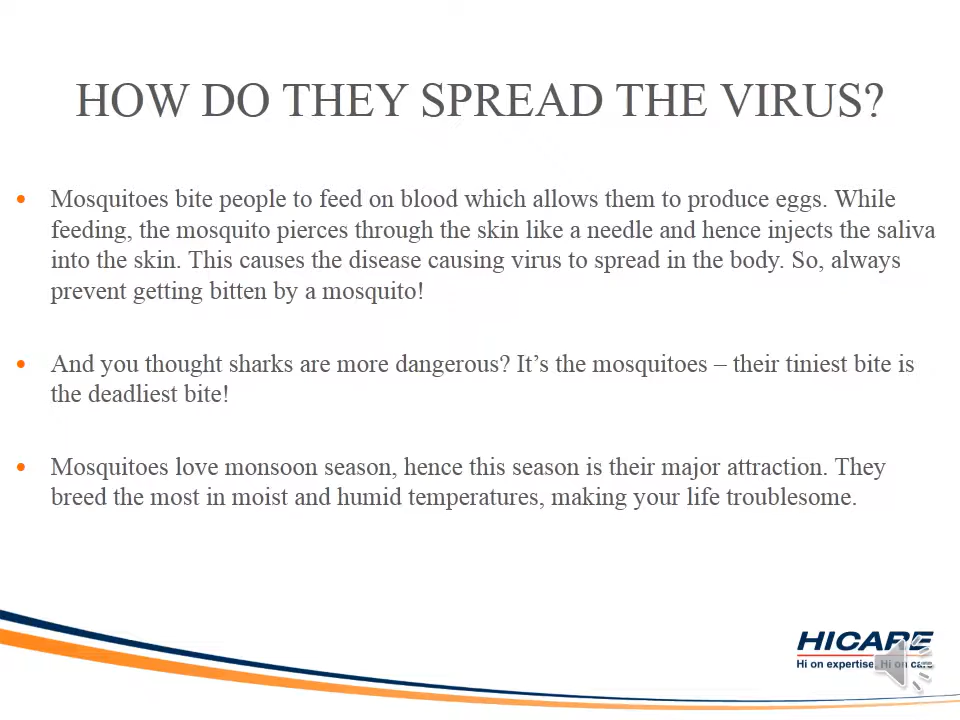 HOW DO THEY SPREAD THE VIRUS?
• Mosquitoes bite people to feed on blood which allows them to produce eggs. While
feeding, the mosquito pierces through the skin like a needle and hence injects the saliva
into the skin. This causes the disease causing virus to spread in the body. So, always
prevent getting bitten by a mosquito!
• And you thought sharks are more dangerous? It’s the mosquitoes – their tiniest bite is
the deadliest bite!
• Mosquitoes love monsoon season, hence this season is their major attraction. They
breed the most in moist and humid temperatures, making your life troublesome.
HICARE
Hi on expertise. Hi on care